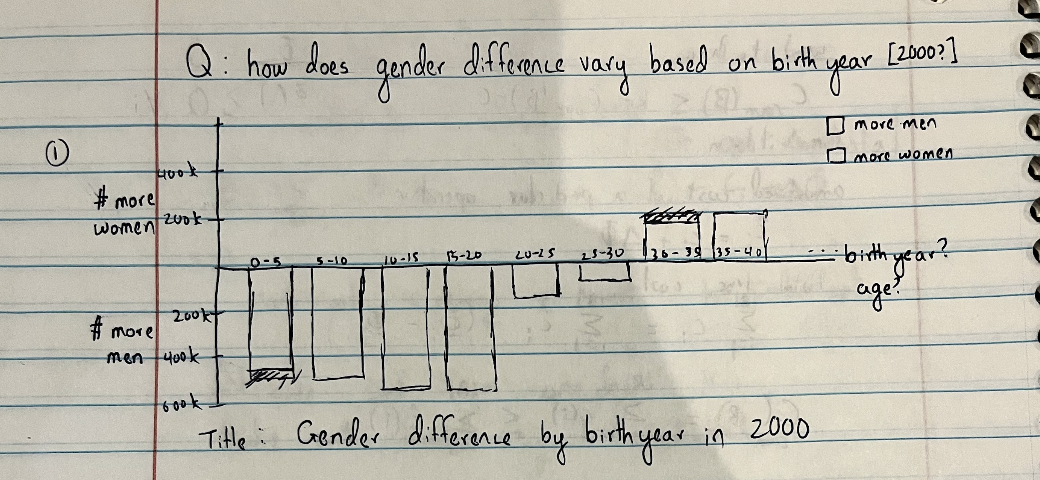 Q: how does gender difference vary based on birth year [2000?]
①
□ more men
□ more women
400k
# more
women
200k
0-5 5-10 10-15 15-20 20-25 25-30 30-35 35-40 ... birth year?
age?
200k
# more
men
400k
600k
Title: Gender difference by birthyear in 2000